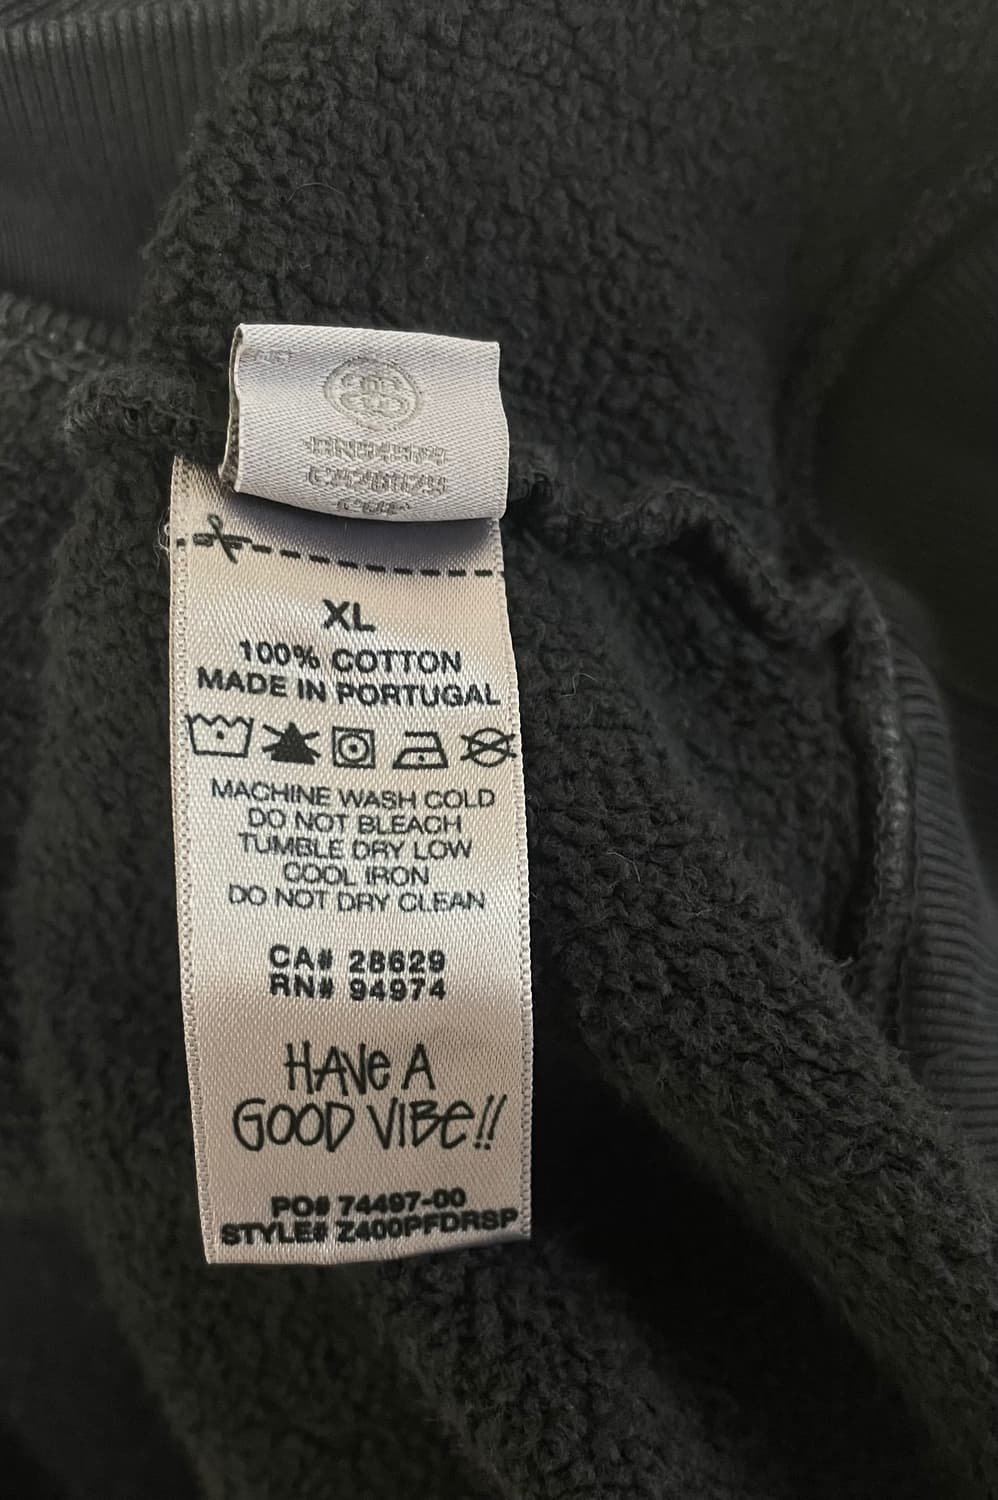 XL
100% COTTON
MADE IN PORTUGAL
MACHINE WASH COLD
DO NOT BLEACH
TUMBLE DRY LOW
COOL IRON
DO NOT DRY CLEAN
CA# 28629
RN# 94974
HAVE A
GOOD VIBE!!
PO# 74497-00
STYLE# Z400PFDRSP